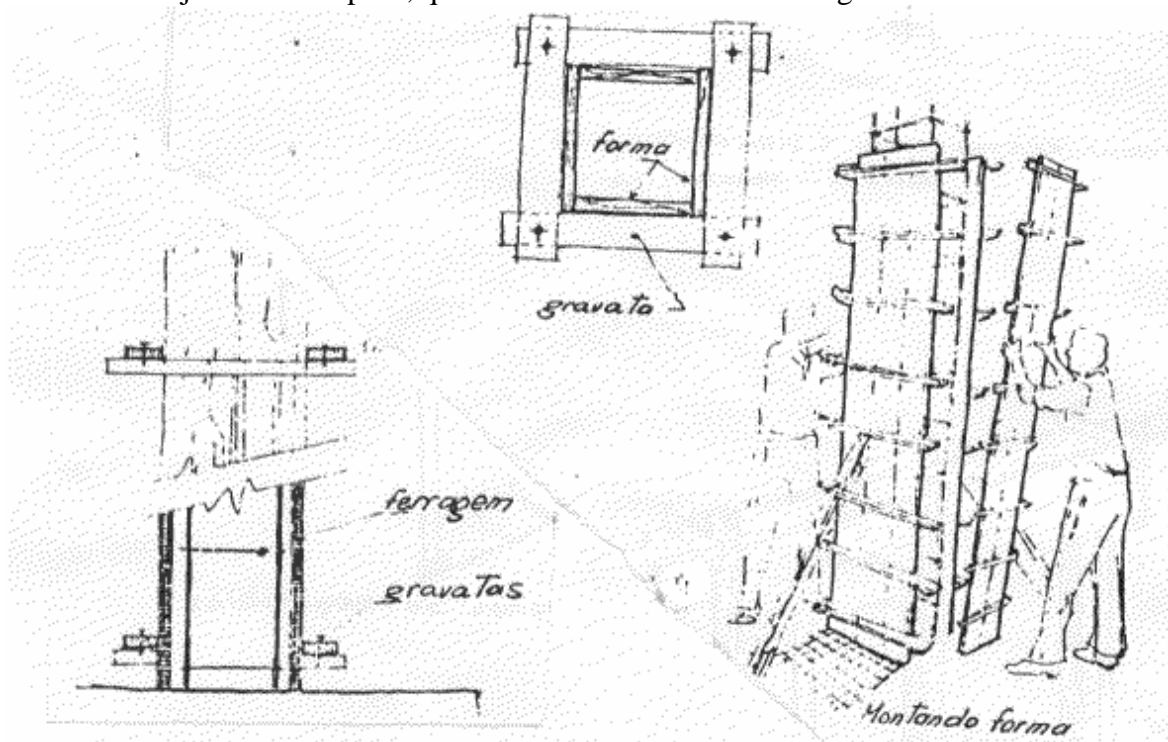 forma
gravata
ferragem
gravatas
Montando forma